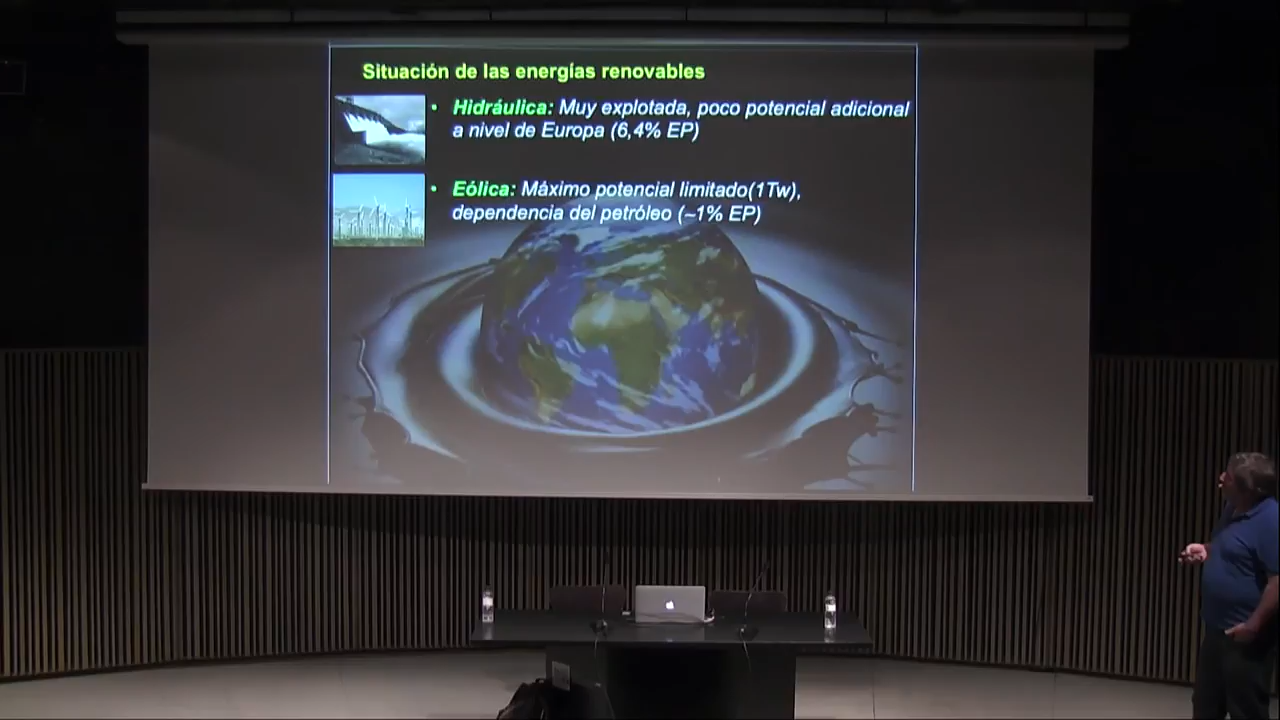 Situación de las energías renovables
• Hidráulica: Muy explotada, poco potencial adicional
a nivel de Europa (6,4% EP)
• Eólica: Máximo potencial limitado(1Tw),
dependencia del petróleo (~1% EP)